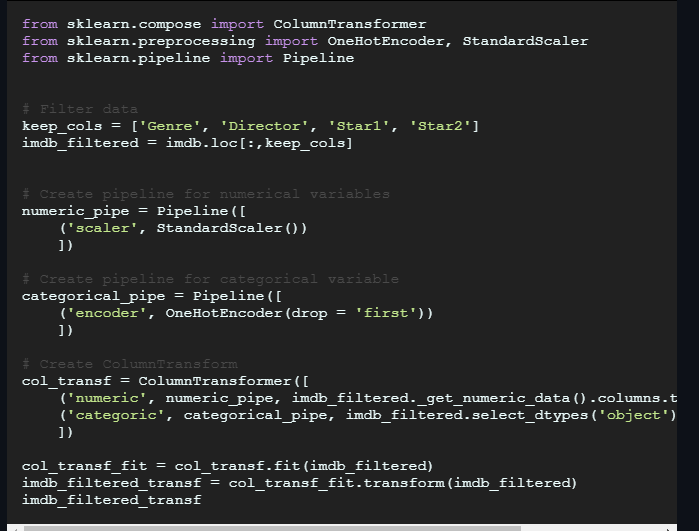 from sklearn.compose import ColumnTransformer
from sklearn.preprocessing import OneHotEncoder, StandardScaler
from sklearn.pipeline import Pipeline
# Filter data
keep_cols = ['Genre', 'Director', 'Star1', 'Star2']
imdb_filtered = imdb.loc[:,keep_cols]
# Create pipeline for numerical variables
numeric_pipe = Pipeline([
    ('scaler', StandardScaler())
    ])
# Create pipeline for categorical variable
categorical_pipe = Pipeline([
    ('encoder', OneHotEncoder(drop = 'first'))
    ])
# Create ColumnTransform
col_transf = ColumnTransformer([
    ('numeric', numeric_pipe, imdb_filtered._get_numeric_data().columns.t
    ('categoric', categorical_pipe, imdb_filtered.select_dtypes('object')
    ])
col_transf_fit = col_transf.fit(imdb_filtered)
imdb_filtered_transf = col_transf_fit.transform(imdb_filtered)
imdb_filtered_transf